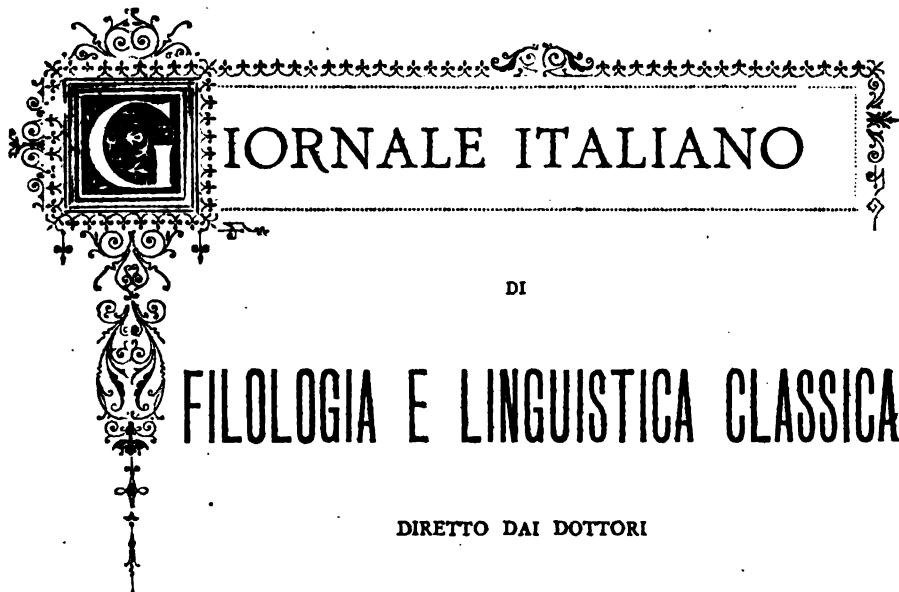 GIORNALE ITALIANO
DI
FILOLOGIA E LINGUISTICA CLASSICA
DIRETTO DAI DOTTORI